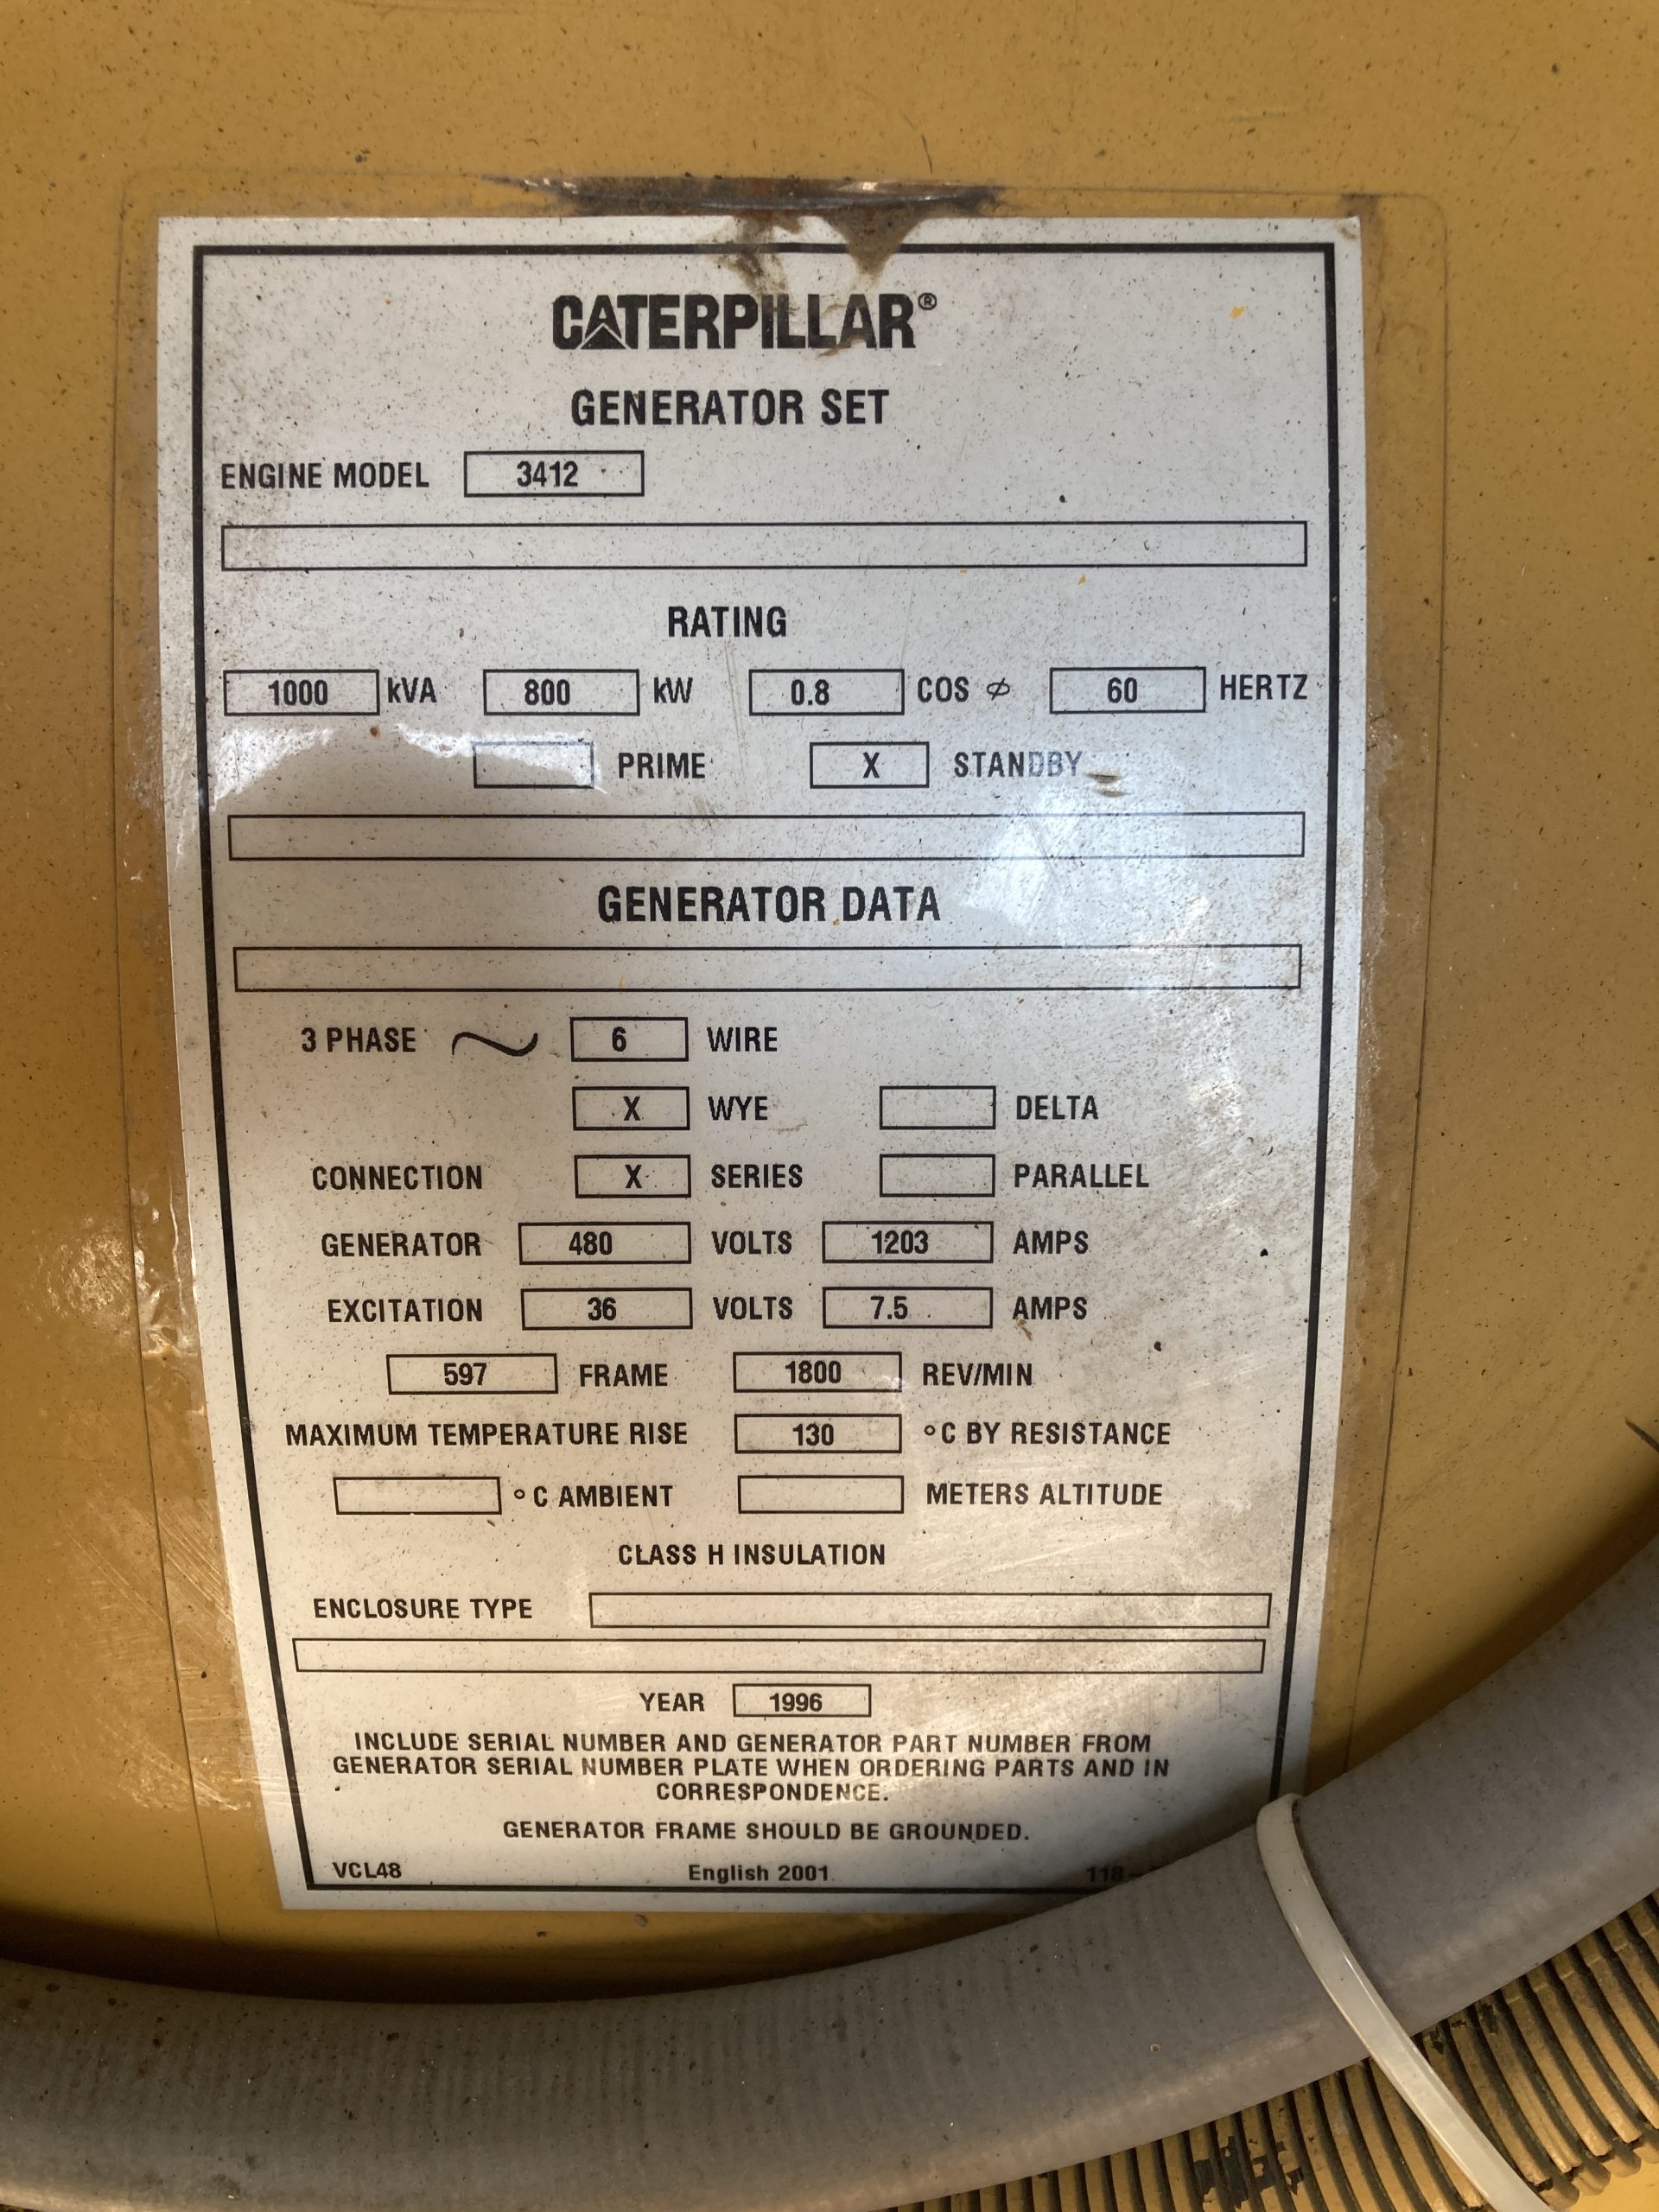 CATERPILLAR®
GENERATOR SET
ENGINE MODEL 3412
RATING
1000 kVA 800 kW 0.8 COS φ 60 HERTZ
PRIME X STANDBY
GENERATOR DATA
3 PHASE ~ 6 WIRE
X WYE DELTA
CONNECTION X SERIES PARALLEL
GENERATOR 480 VOLTS 1203 AMPS
EXCITATION 36 VOLTS 7.5 AMPS
597 FRAME 1800 REV/MIN
MAXIMUM TEMPERATURE RISE 130 °C BY RESISTANCE
°C AMBIENT METERS ALTITUDE
CLASS H INSULATION
ENCLOSURE TYPE
YEAR 1996
INCLUDE SERIAL NUMBER AND GENERATOR PART NUMBER FROM
GENERATOR SERIAL NUMBER PLATE WHEN ORDERING PARTS AND IN
CORRESPONDENCE.
GENERATOR FRAME SHOULD BE GROUNDED.
VCL48 English 2001 118-